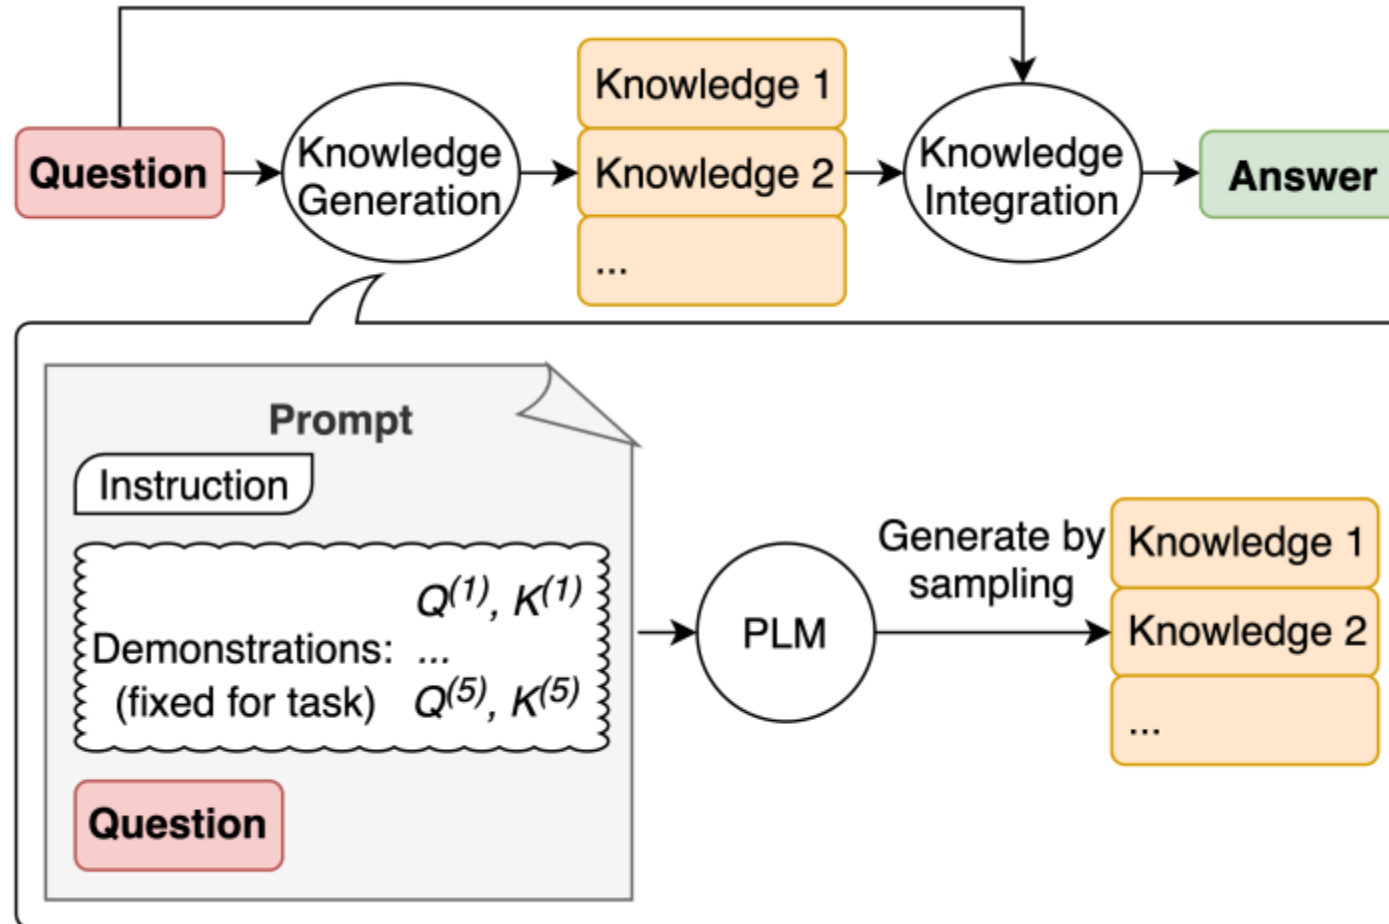 Question
Knowledge
Generation
Knowledge 1
Knowledge 2
...
Knowledge
Integration
Answer
Prompt
Instruction
Q^(1), K^(1)
Demonstrations: ...
(fixed for task) Q^(5), K^(5)
Question
PLM
Generate by
sampling
Knowledge 1
Knowledge 2
...